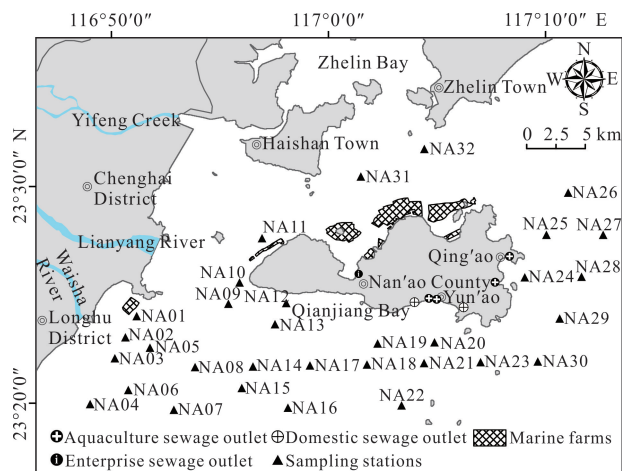 116°50′0″
117°0′0″
117°10′0″ E
Zhelin Bay
N
W
E
S
Zhelin Town
Yifeng Creek
Haishan Town
0 2.5 5 km
NA32
23°30′0″ N
NA31
Chenghai
District
NA26
NA11
NA25
NA27
Lianyang River
Qing'ao
Waisha
River
NA10
Nan'ao County
NA24
NA28
NA09
NA12
Yun'ao
NA01
Qianjiang Bay
Longhu
District
NA13
NA29
NA02
NA05
NA19
NA20
NA03
NA08
NA14
NA17
NA18
NA21
NA23
NA30
NA06
NA15
23°20′0″
NA04
NA07
NA16
NA22
Aquaculture sewage outlet
Domestic sewage outlet
Marine farms
Enterprise sewage outlet
Sampling stations